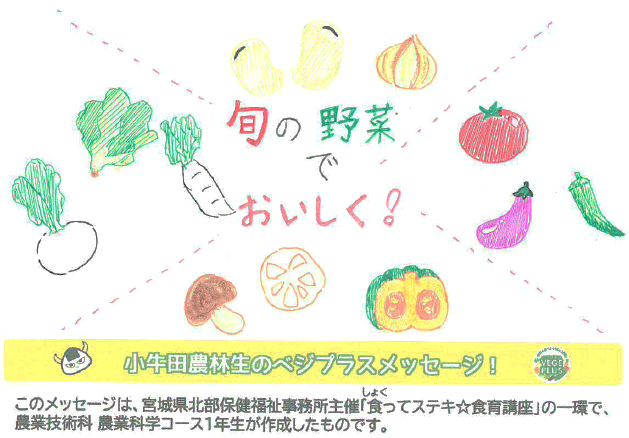 旬の野菜
で
おいしく!
小牛田農林生のベジプラスメッセージ!
VEGE
PLUS
しょく
このメッセージは、宮城県北部保健福祉事務所主催「食ってステキ☆食育講座」の一環で、
農業技術科 農業科学コース1年生が作成したものです。